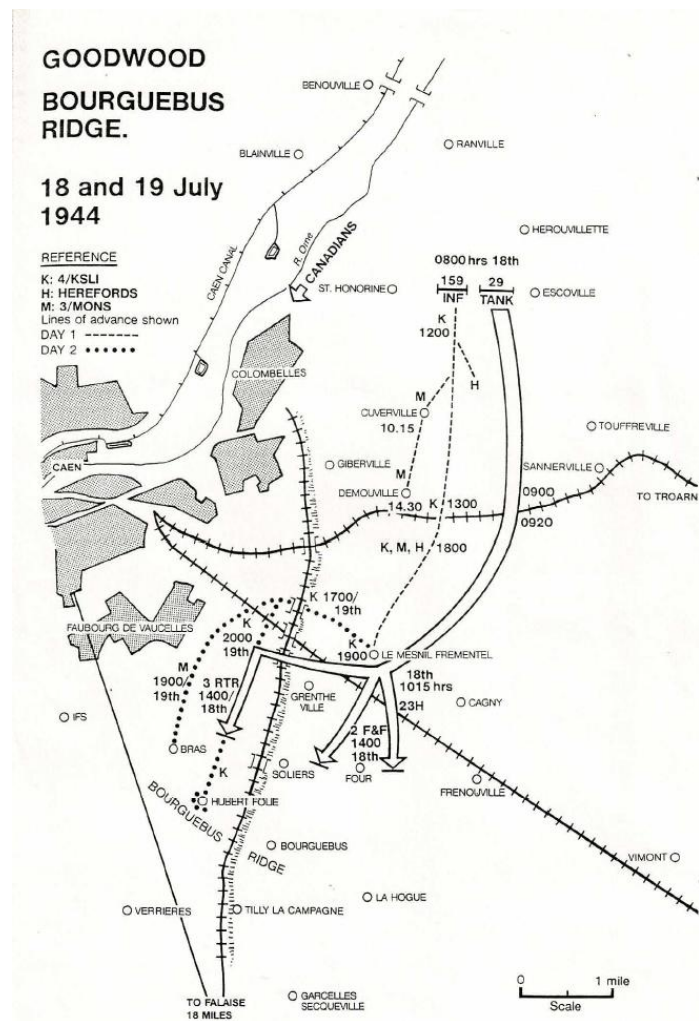 GOODWOOD
BOURGUEBUS
RIDGE.
18 and 19 July
1944
REFERENCE
K: 4/KSLI
H: HEREFORDS
M: 3/MONS
Lines of advance shown
DAY 1
DAY 2
BENOUVILLE
BLAINVILLE
RANVILLE
HEROUVILLETTE
CAEN CANAL
R. Orne
CANADIANS
ST. HONORINE
0800 hrs 18th
159
INF
29
TANK
ESCOVILLE
K
1200
H
M
COLOMBELLES
CUVERVILLE
10.15
TOUFFREVILLE
CAEN
GIBERVILLE
M
SANNERVILLE
DEMOUVILLE
14.30
K
1300
0900
0920
TO TROARN
K, M, H
1800
K 1700/
19th
FAUBOURG DE VAUCELLES
K
2000
19th
K
1900
LE MESNIL FREMENTEL
M
1900/
19th
3 RTR
1400/
18th
GRENTHE
VILLE
18th
1015 hrs
23H
CAGNY
IFS
2 F&F
1400
18th
BRAS
K
SOLIERS
FOUR
FRENOUVILLE
HUBERT FOLIE
BOURGUEBUS
RIDGE
BOURGUEBUS
VIMONT
LA HOGUE
VERRIERES
TILLY LA CAMPAGNE
TO FALAISE
18 MILES
GARCELLES
SECQUEVILLE
0
1 mile
Scale